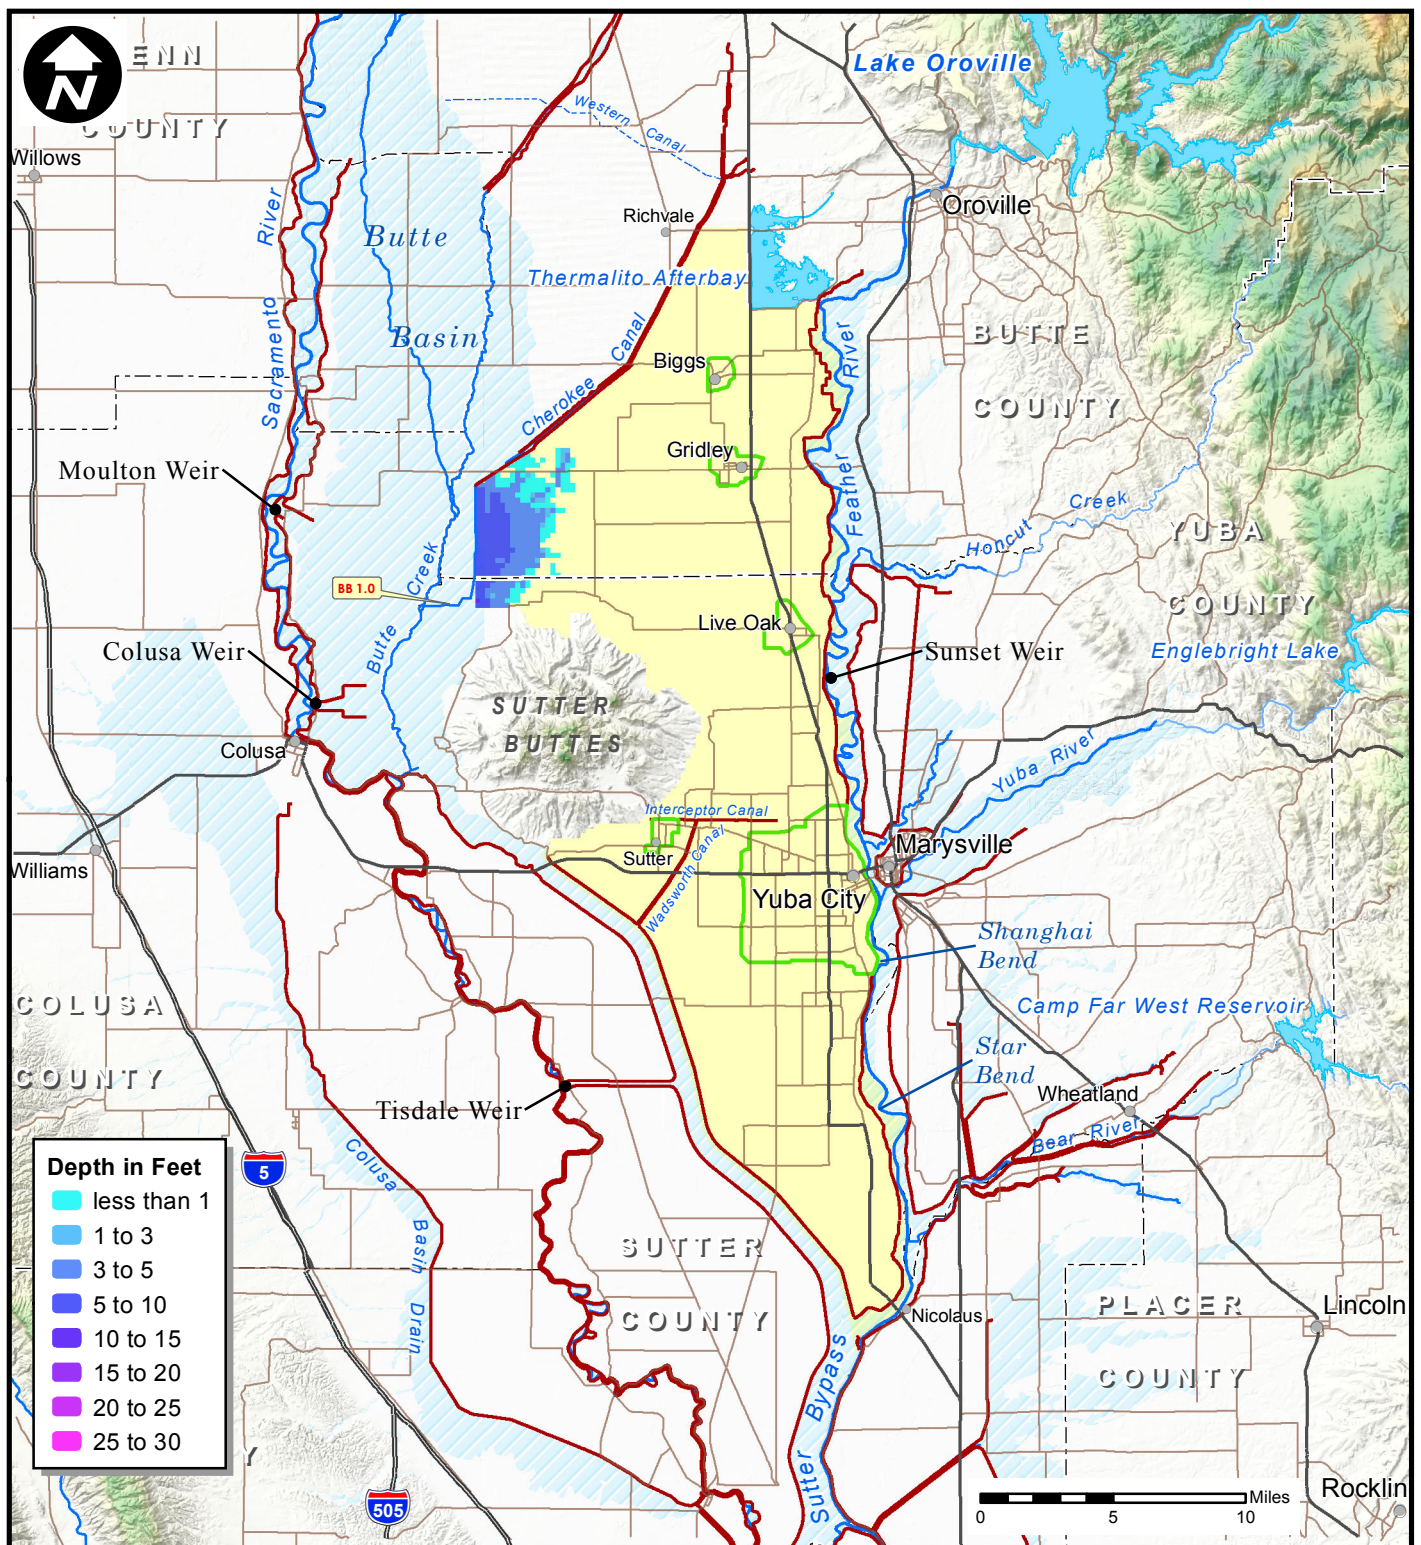 N
ENN
COUNTY
Willows
Western Canal
Lake Oroville
Oroville
Richvale
Sacramento River
Butte
Basin
Thermalito Afterbay
Cherokee Canal
Biggs
Gridley
Feather River
BUTTE
COUNTY
Moulton Weir
Honcut Creek
YUBA
COUNTY
BB 1.0
Butte Creek
Live Oak
Colusa Weir
Sunset Weir
Englebright Lake
SUTTER
BUTTES
Colusa
Yuba River
Interceptor Canal
Wadsworth Canal
Sutter
Marysville
Williams
Yuba City
Shanghai
Bend
COLUSA
COUNTY
Camp Far West Reservoir
Star
Bend
Tisdale Weir
Wheatland
Bear River
Colusa Basin Drain
5
SUTTER
COUNTY
Nicolaus
PLACER
COUNTY
Lincoln
Sutter Bypass
Rocklin
505
Y
Depth in Feet
less than 1
1 to 3
3 to 5
5 to 10
10 to 15
15 to 20
20 to 25
25 to 30
Miles
0 5 10